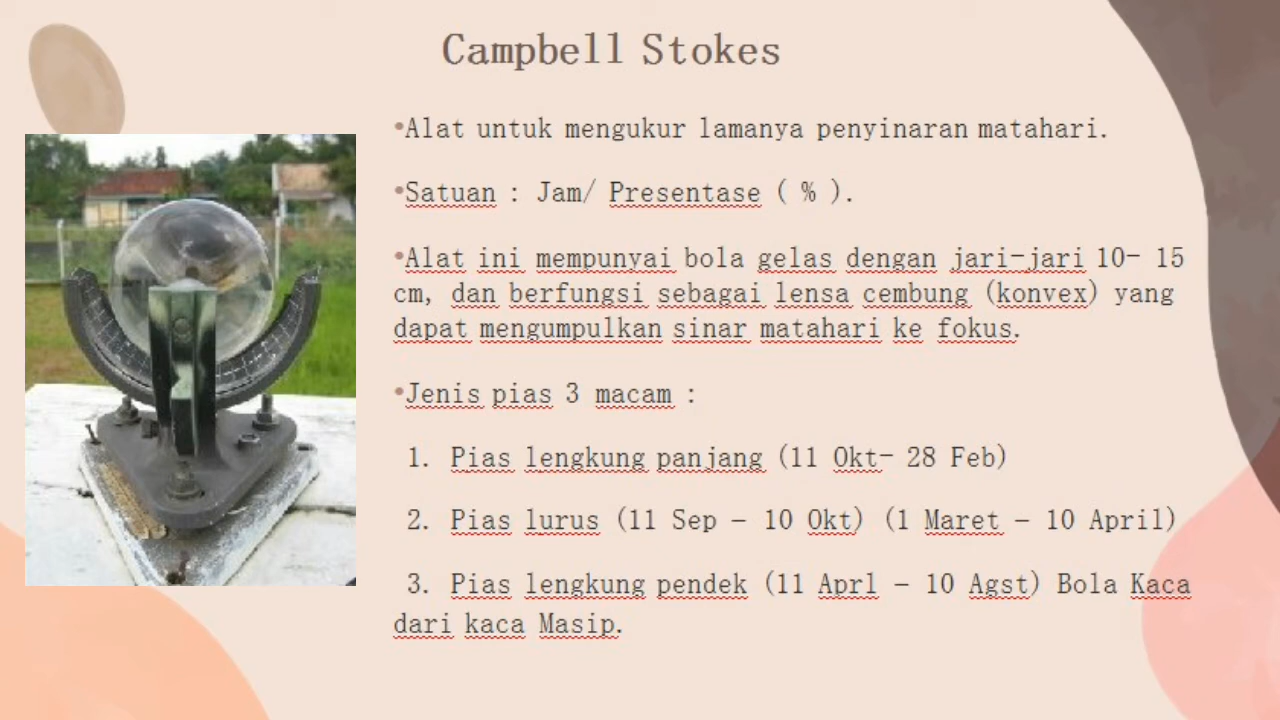 Campbell Stokes
•Alat untuk mengukur lamanya penyinaran matahari.
•Satuan : Jam/ Presentase ( % ).
•Alat ini mempunyai bola gelas dengan jari-jari 10- 15
cm, dan berfungsi sebagai lensa cembung (konvex) yang
dapat mengumpulkan sinar matahari ke fokus.
•Jenis pias 3 macam :
1. Pias lengkung panjang (11 Okt- 28 Feb)
2. Pias lurus (11 Sep – 10 Okt) (1 Maret – 10 April)
3. Pias lengkung pendek (11 Aprl – 10 Agst) Bola Kaca
dari kaca Masip.